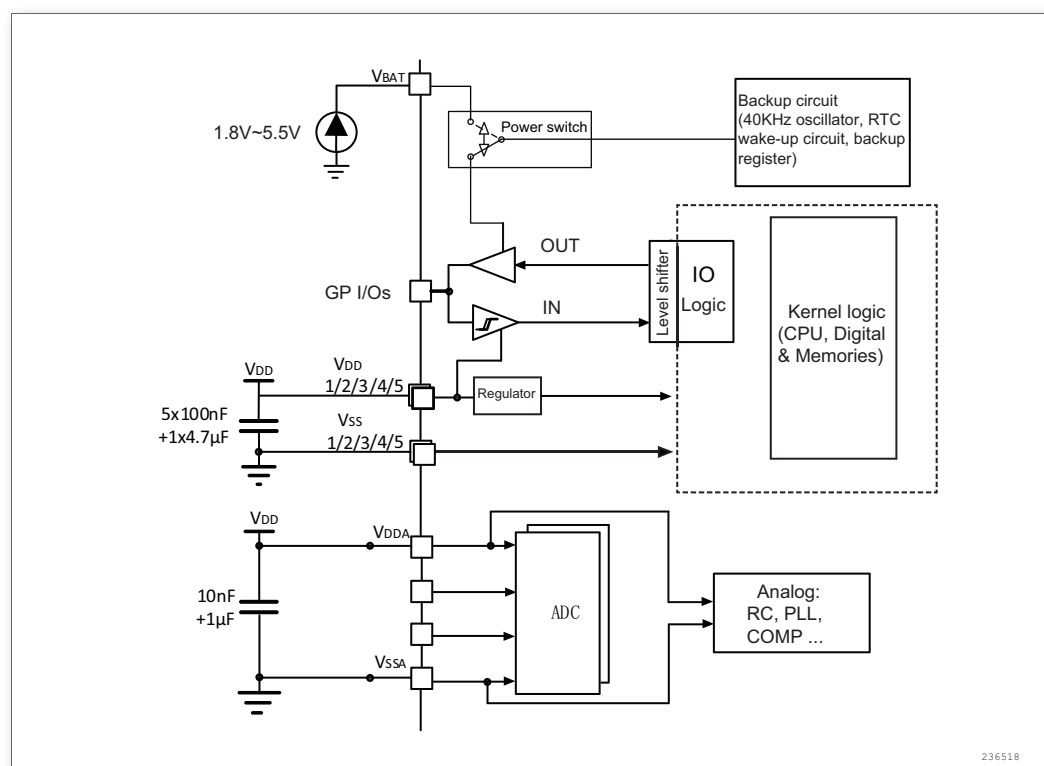 VBAT
1.8V~5.5V
Power switch
Backup circuit
(40KHz oscillator, RTC
wake-up circuit, backup
register)
OUT
GP I/Os
IN
Level shifter
IO
Logic
Kernel logic
(CPU, Digital
& Memories)
VDD
VDD
1/2/3/4/5
Regulator
5x100nF
+1x4.7µF
VSS
1/2/3/4/5
VDD
VDDA
10nF
+1µF
ADC
Analog:
RC, PLL,
COMP ...
VSSA
236518